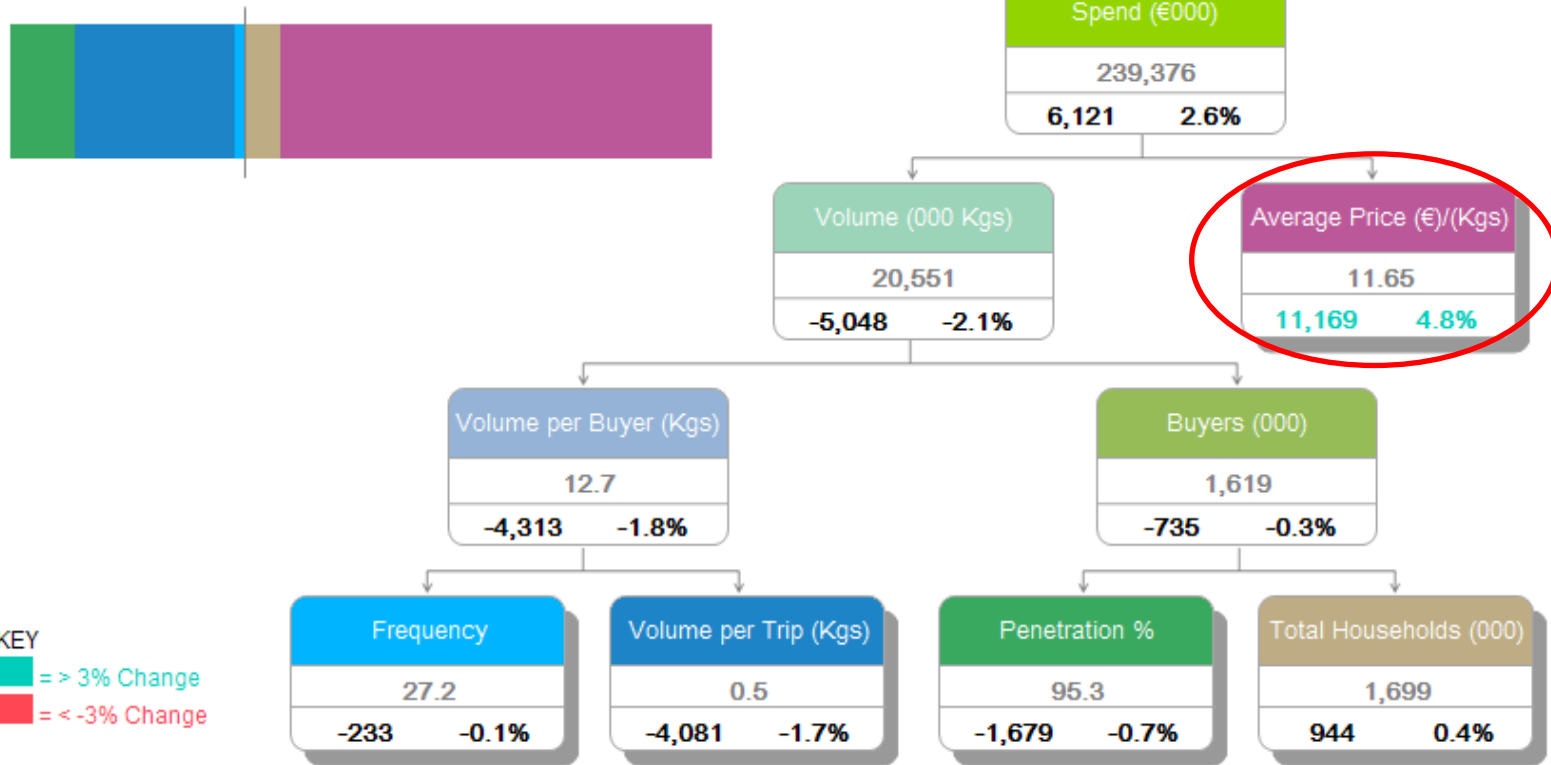 Spend (€000)
239,376
6,121 2.6%
Volume (000 Kgs)
20,551
-5,048 -2.1%
Average Price (€)/(Kgs)
11.65
11,169 4.8%
Volume per Buyer (Kgs)
12.7
-4,313 -1.8%
Buyers (000)
1,619
-735 -0.3%
Frequency
27.2
-233 -0.1%
Volume per Trip (Kgs)
0.5
-4,081 -1.7%
Penetration %
95.3
-1,679 -0.7%
Total Households (000)
1,699
944 0.4%
KEY
= > 3% Change
= < -3% Change